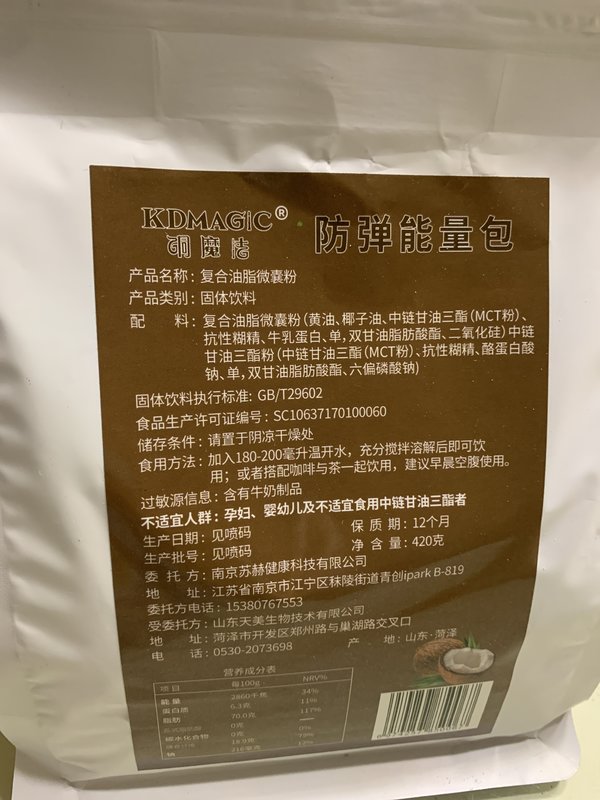 KDMAGiC®
防弹能量包
魔法
产品名称：复合油脂微囊粉
产品类别：固体饮料
配 料：复合油脂微囊粉（黄油、椰子油、中链甘油三酯（MCT粉）、
抗性糊精、牛乳蛋白、单，双甘油脂肪酸酯、二氧化硅）中链
甘油三酯粉（中链甘油三酯（MCT粉）、抗性糊精、酪蛋白酸
钠、单，双甘油脂肪酸酯、六偏磷酸钠)
固体饮料执行标准: GB/T29602
食品生产许可证编号：SC10637170100060
储存条件：请置于阴凉干燥处
食用方法：加入180-200毫升温开水，充分搅拌溶解后即可饮
用；或者搭配咖啡与茶一起饮用，建议早晨空腹使用。
过敏源信息：含有牛奶制品
不适宜人群：孕妇、婴幼儿及不适宜食用中链甘油三酯者
生产日期：见喷码 保 质 期：12个月
生产批号：见喷码 净 含 量：420克
委 托 方：南京苏赫健康科技有限公司
地 址：江苏省南京市江宁区秣陵街道青创ipark B-819
委托方电话：15380767553
受委托方：山东天美生物技术有限公司
地 址：菏泽市开发区郑州路与巢湖路交叉口
电 话：0530-2073698 产 地：山东·菏泽
营养成分表
项目 每100g NRV%
能量 2860千焦 34%
蛋白质 6.3克 11%
脂肪 70.0克 117%
0克 —
碳水化合物 0克 0%
18.9克
钠 216毫克 12%